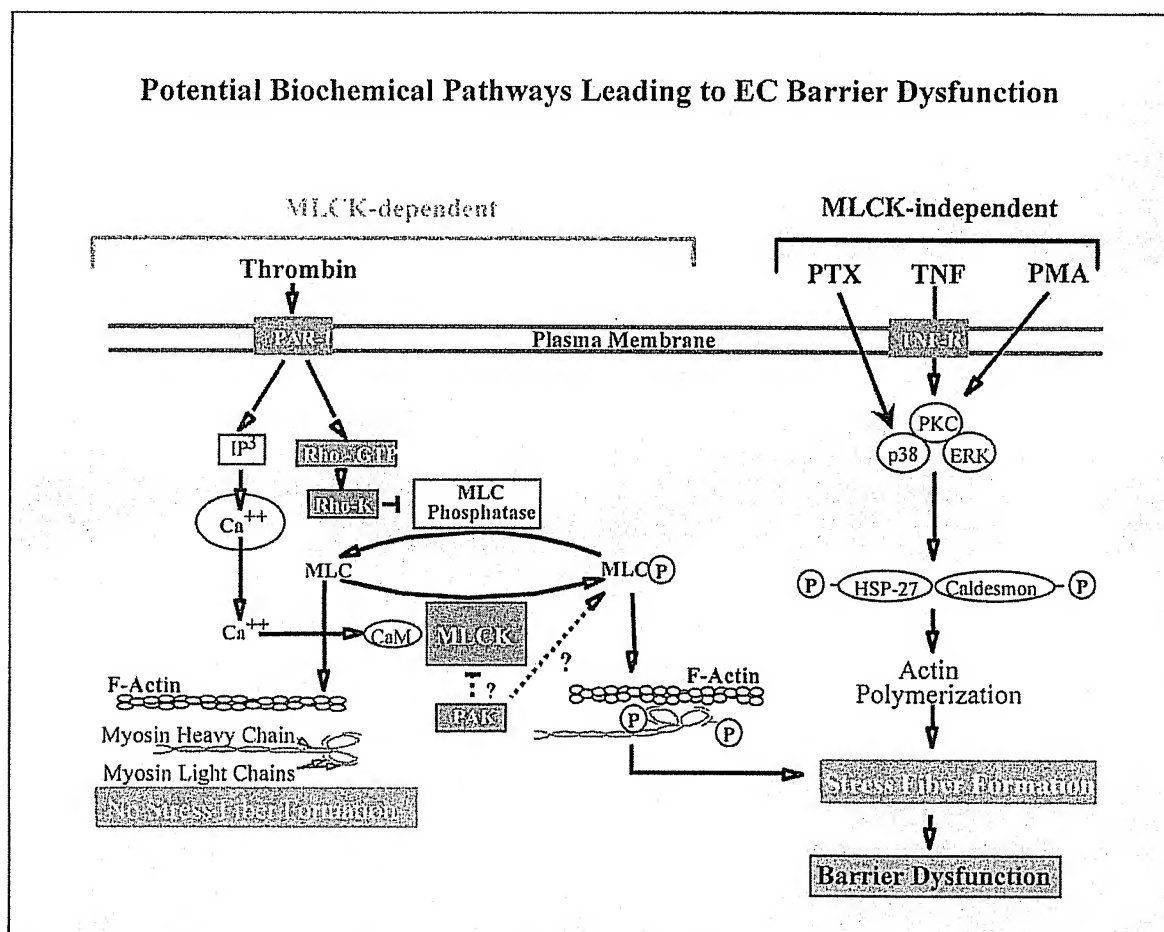 Potential Biochemical Pathways Leading to EC Barrier Dysfunction
MLCK-dependent
MLCK-independent
Thrombin
PTX
TNF
PMA
PAR-1
Plasma Membrane
TNF-R
IP3
Rho-GTP
PKC
p38
ERK
Rho-K
MLC
Phosphatase
Ca++
MLC
MLC P
P
HSP-27
Caldesmon
P
Ca++
CaM
MLCK
?
?
PAK
F-Actin
F-Actin
P
P
Actin
Polymerization
Myosin Heavy Chain
Myosin Light Chains
No Stress Fiber Formation
Stress Fiber Formation
Barrier Dysfunction